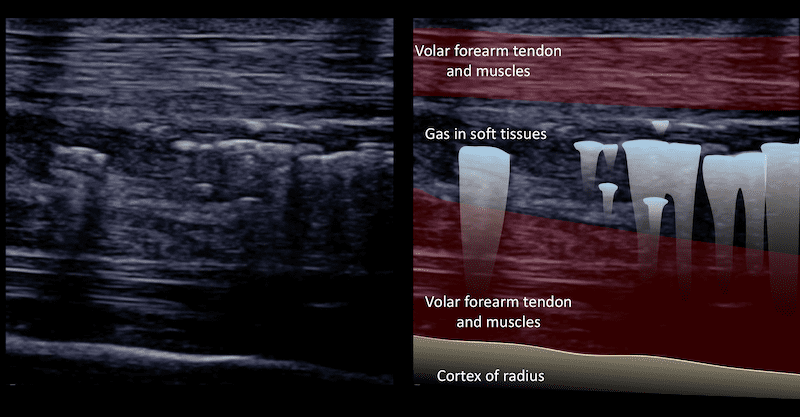 Volar forearm tendon
and muscles
Gas in soft tissues
Volar forearm tendon
and muscles
Cortex of radius